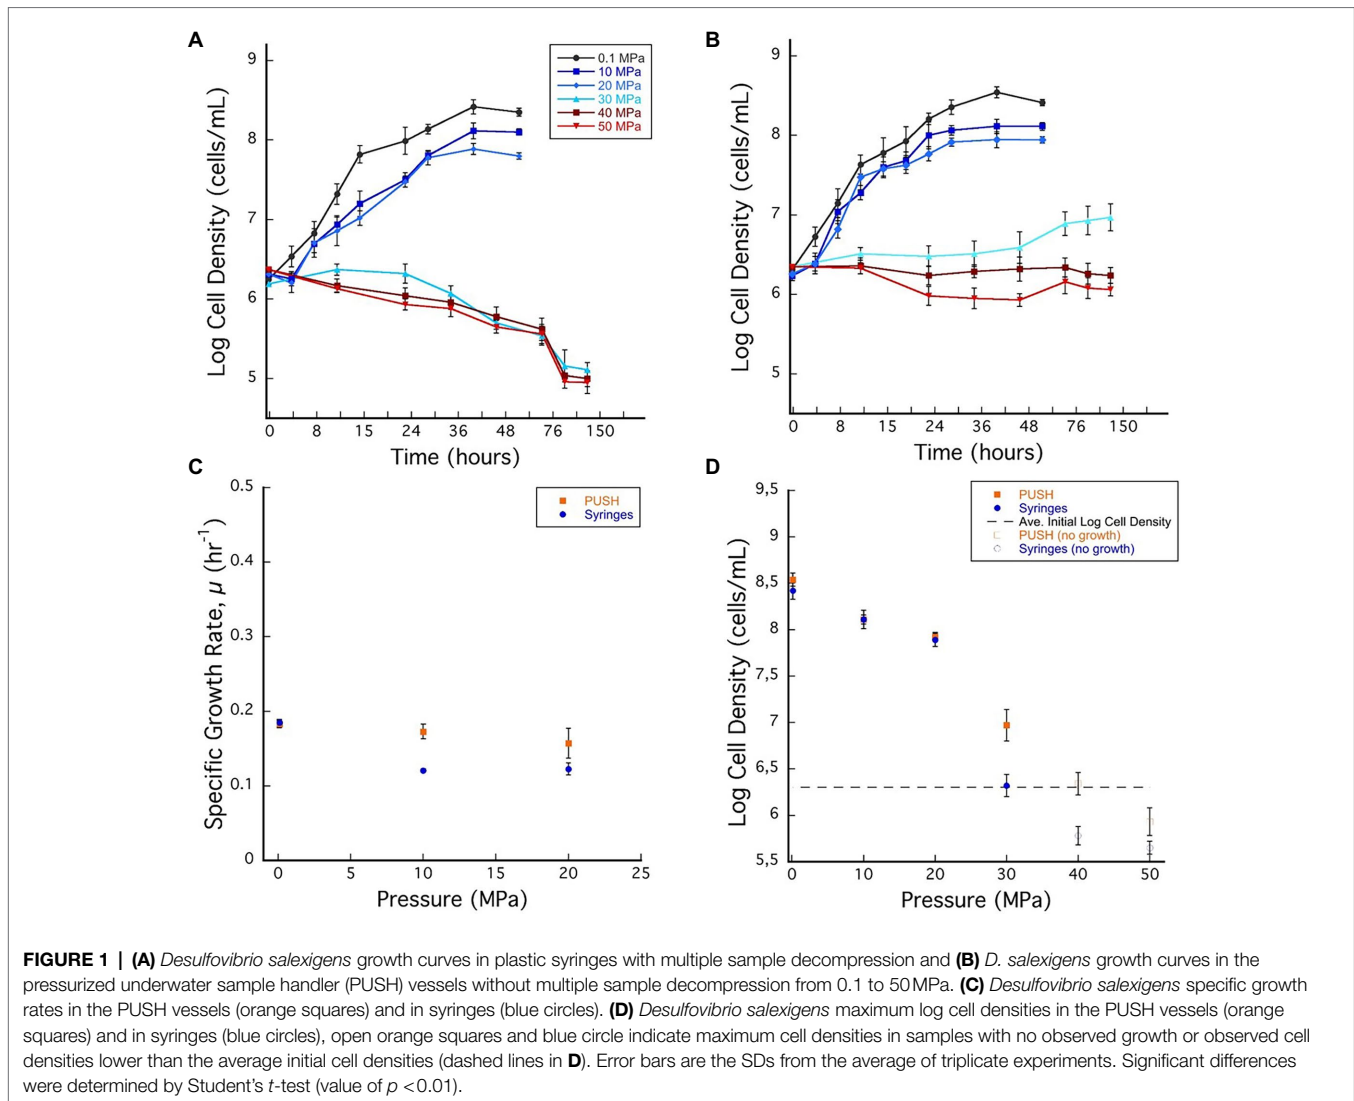 A
9
8
7
6
5
Log Cell Density (cells/mL)
0.1 MPa
10 MPa
20 MPa
30 MPa
40 MPa
50 MPa
0 8 15 24 36 48 76 150
Time (hours)
B
9
8
7
6
5
Log Cell Density (cells/mL)
0 8 15 24 36 48 76 150
Time (hours)
C
0.5
0.4
0.3
0.2
0.1
0
Specific Growth Rate, μ (hr-1)
PUSH
Syringes
0 5 10 15 20 25
Pressure (MPa)
D
9,5
9
8,5
8
7,5
7
6,5
6
5,5
Log Cell Density (cells/mL)
PUSH
Syringes
Ave. Initial Log Cell Density
PUSH (no growth)
Syringes (no growth)
0 10 20 30 40 50
Pressure (MPa)
FIGURE 1 | (A) Desulfovibrio salexigens growth curves in plastic syringes with multiple sample decompression and (B) D. salexigens growth curves in the
pressurized underwater sample handler (PUSH) vessels without multiple sample decompression from 0.1 to 50 MPa. (C) Desulfovibrio salexigens specific growth
rates in the PUSH vessels (orange squares) and in syringes (blue circles). (D) Desulfovibrio salexigens maximum log cell densities in the PUSH vessels (orange
squares) and in syringes (blue circles), open orange squares and blue circle indicate maximum cell densities in samples with no observed growth or observed cell
densities lower than the average initial cell densities (dashed lines in D). Error bars are the SDs from the average of triplicate experiments. Significant differences
were determined by Student's t-test (value of p < 0.01).